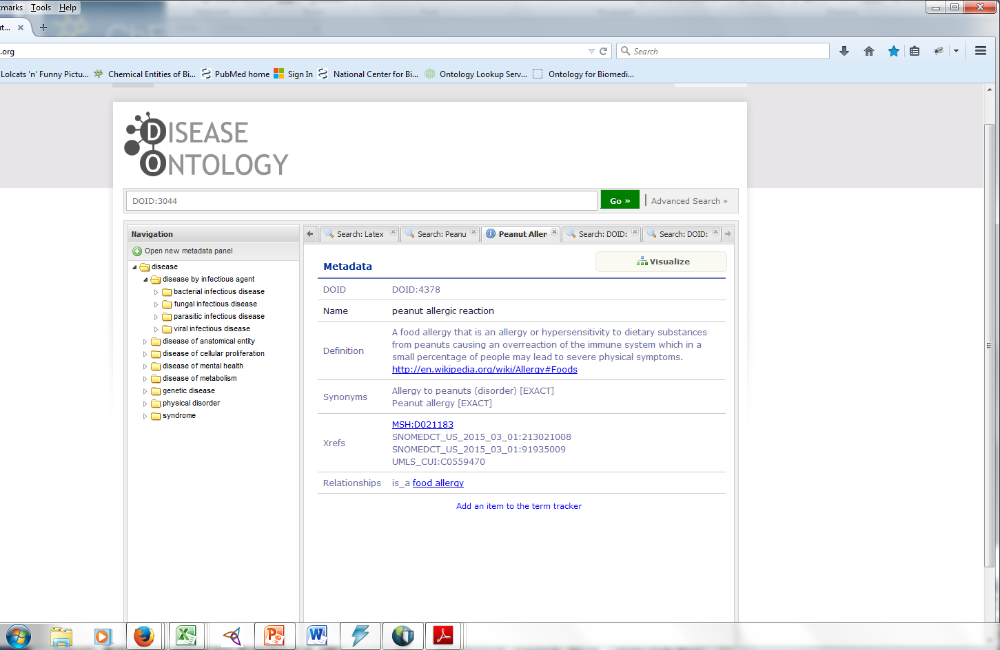 Tools Help
.org
Search
Lolcats 'n' Funny Pictu... Chemical Entities of Bi... PubMed home Sign In National Center for Bi... Ontology Lookup Serv... Ontology for Biomedi...
DISEASE
ONTOLOGY
DOID:3044
Go »
Advanced Search »
Navigation
Open new metadata panel
disease
disease by infectious agent
bacterial infectious disease
fungal infectious disease
parasitic infectious disease
viral infectious disease
disease of anatomical entity
disease of cellular proliferation
disease of mental health
disease of metabolism
genetic disease
physical disorder
syndrome
Search: Latex Search: Peanu Peanut Aller Search: DOID: Search: DOID:
Metadata
Visualize
DOID DOID:4378
Name peanut allergic reaction
Definition
A food allergy that is an allergy or hypersensitivity to dietary substances
from peanuts causing an overreaction of the immune system which in a
small percentage of people may lead to severe physical symptoms.
http://en.wikipedia.org/wiki/Allergy#Foods
Synonyms
Allergy to peanuts (disorder) [EXACT]
Peanut allergy [EXACT]
Xrefs
MSH:D021183
SNOMEDCT_US_2015_03_01:213021008
SNOMEDCT_US_2015_03_01:91935009
UMLS_CUI:C0559470
Relationships is_a food allergy
Add an item to the term tracker